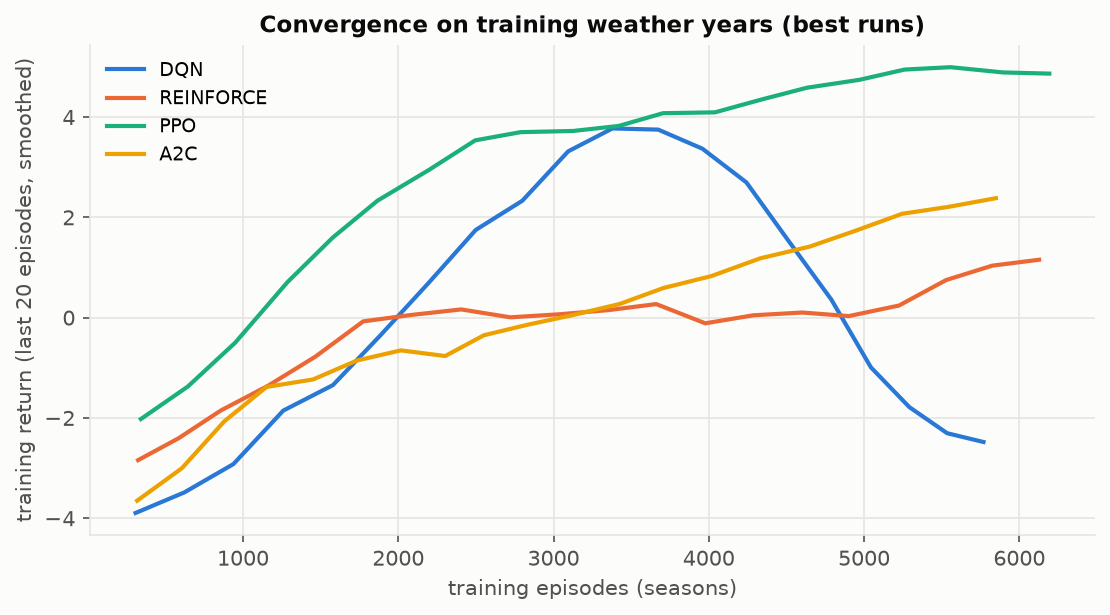 Convergence on training weather years (best runs)
DQN
REINFORCE
PPO
A2C
training return (last 20 episodes, smoothed)
4
2
0
−2
−4
1000 2000 3000 4000 5000 6000
training episodes (seasons)